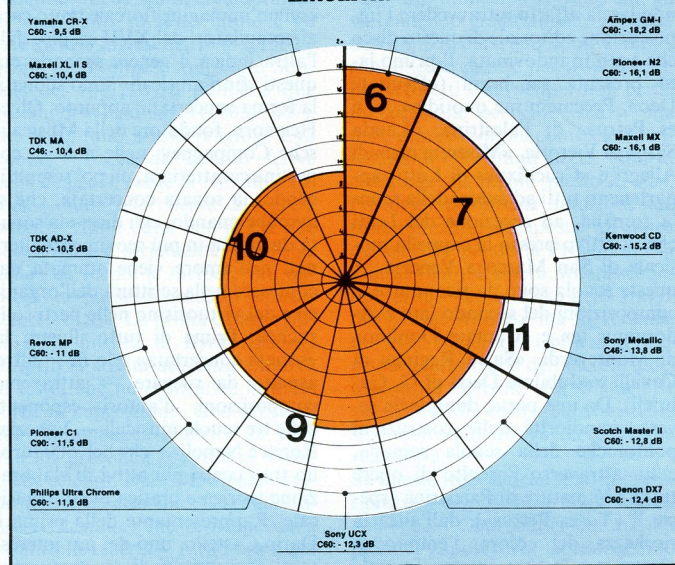 Yamaha CR-X
C60: - 9,5 dB
Maxell XL II S
C60: - 10,4 dB
TDK MA
C46: - 10,4 dB
TDK AD-X
C60: - 10,5 dB
Revox MP
C60: - 11 dB
Pioneer C1
C90: - 11,5 dB
Philips Ultra Chrome
C60: - 11,8 dB
Sony UCX
C60: - 12,3 dB
Ampex GM-I
C60: - 18,2 dB
Pioneer N2
C60: - 16,1 dB
Maxell MX
C60: - 16,1 dB
Kenwood CD
C60: - 15,2 dB
Sony Metallic
C46: - 13,8 dB
Scotch Master II
C60: - 12,8 dB
Denon DX7
C60: - 12,4 dB
6
7
11
9
10